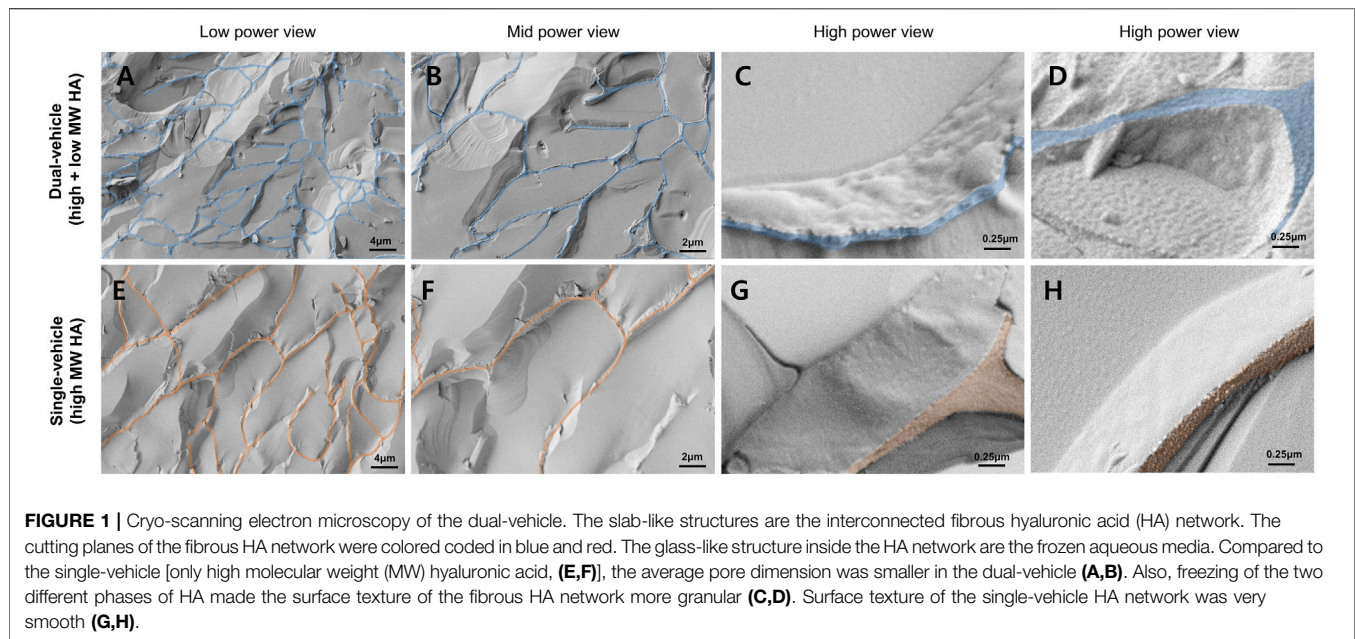 Low power view
Mid power view
High power view
High power view
Dual-vehicle
(high + low MW HA)
A
B
C
D
4μm
2μm
0.25μm
0.25μm
Single-vehicle
(high MW HA)
E
F
G
H
4μm
2μm
0.25μm
0.25μm
FIGURE 1 | Cryo-scanning electron microscopy of the dual-vehicle. The slab-like structures are the interconnected fibrous hyaluronic acid (HA) network. The
cutting planes of the fibrous HA network were colored coded in blue and red. The glass-like structure inside the HA network are the frozen aqueous media. Compared to
the single-vehicle [only high molecular weight (MW) hyaluronic acid, (E,F)], the average pore dimension was smaller in the dual-vehicle (A,B). Also, freezing of the two
different phases of HA made the surface texture of the fibrous HA network more granular (C,D). Surface texture of the single-vehicle HA network was very
smooth (G,H).